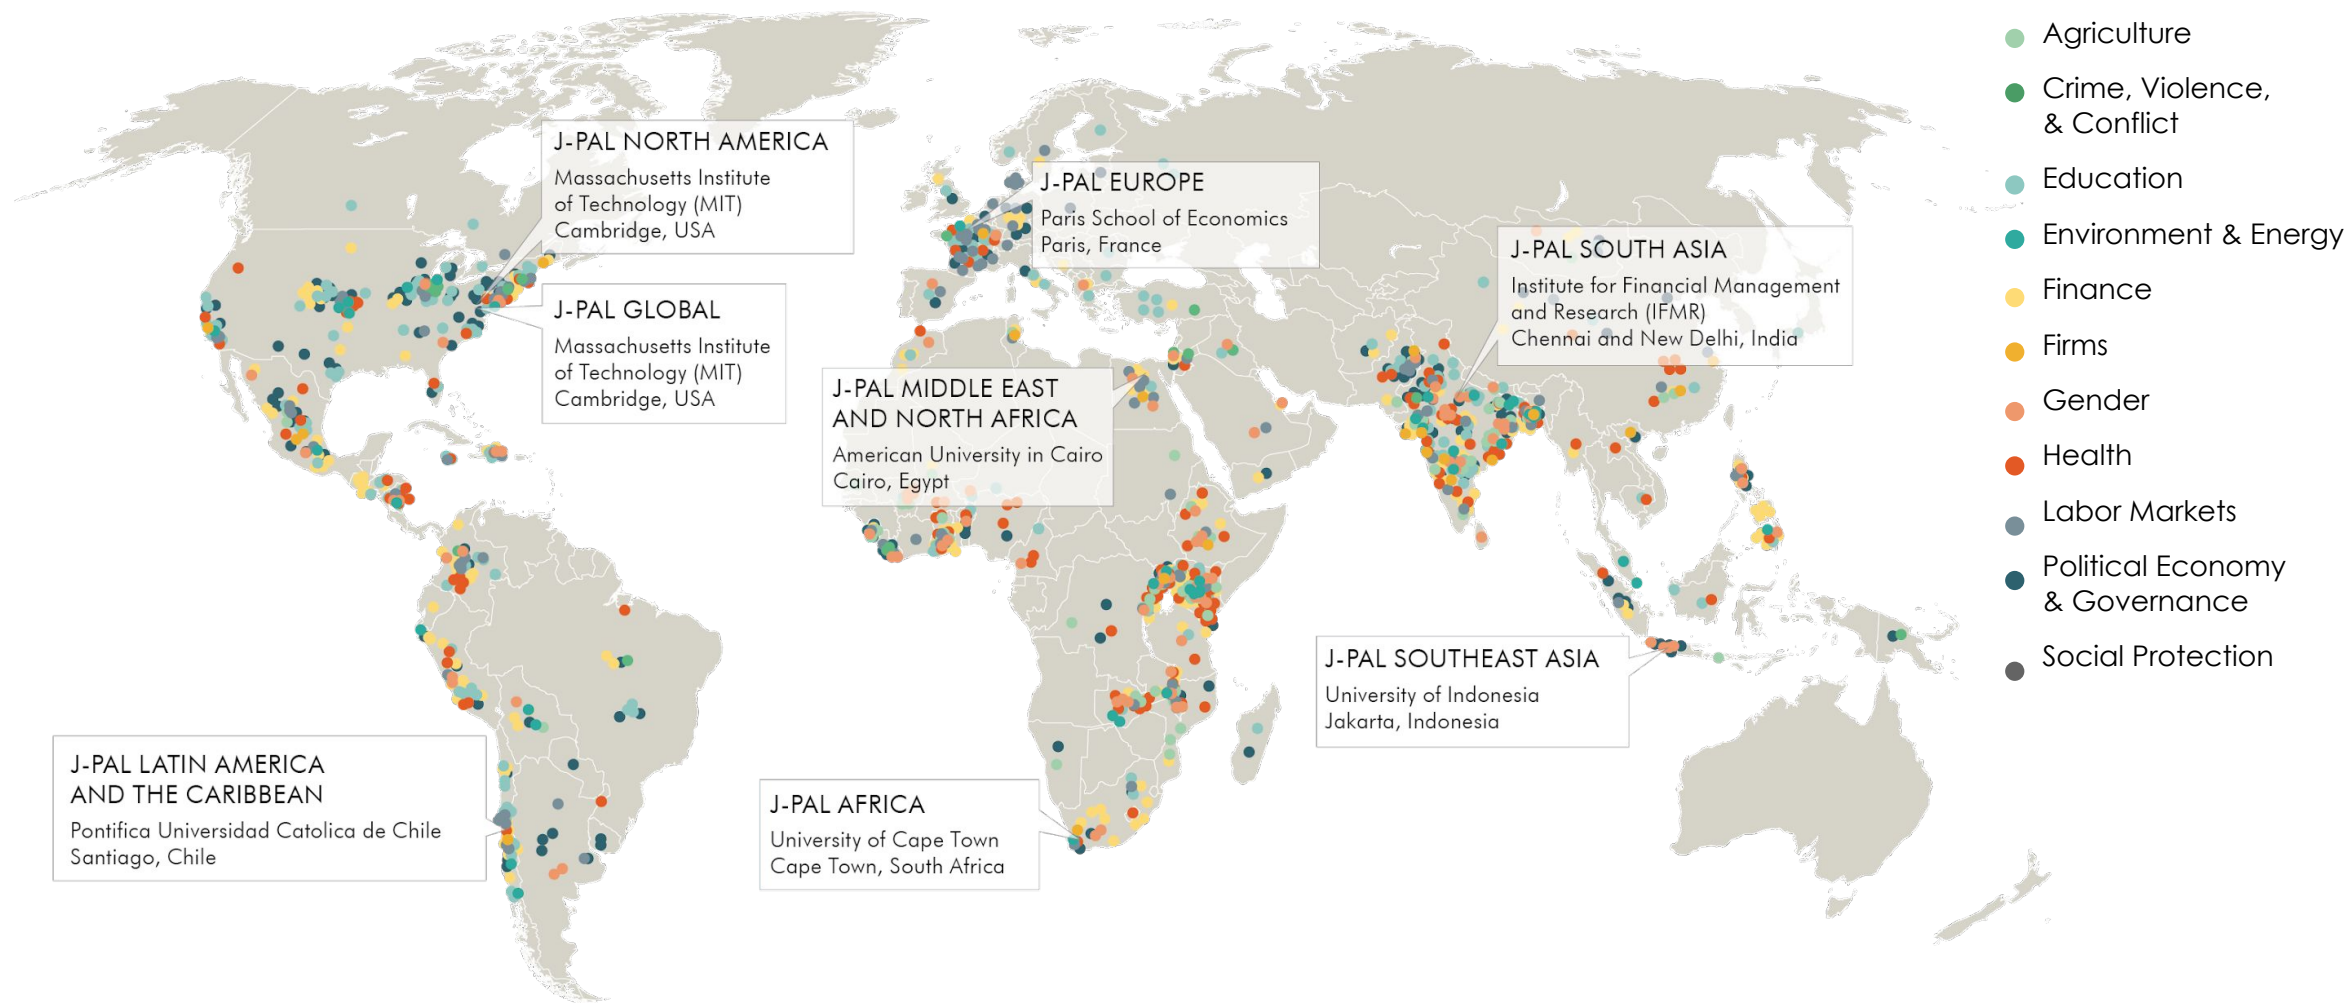 J-PAL NORTH AMERICA
Massachusetts Institute
of Technology (MIT)
Cambridge, USA
J-PAL GLOBAL
Massachusetts Institute
of Technology (MIT)
Cambridge, USA
J-PAL EUROPE
Paris School of Economics
Paris, France
J-PAL SOUTH ASIA
Institute for Financial Management
and Research (IFMR)
Chennai and New Delhi, India
J-PAL MIDDLE EAST
AND NORTH AFRICA
American University in Cairo
Cairo, Egypt
J-PAL SOUTHEAST ASIA
University of Indonesia
Jakarta, Indonesia
J-PAL LATIN AMERICA
AND THE CARIBBEAN
Pontifica Universidad Catolica de Chile
Santiago, Chile
J-PAL AFRICA
University of Cape Town
Cape Town, South Africa
Agriculture
Crime, Violence,
& Conflict
Education
Environment & Energy
Finance
Firms
Gender
Health
Labor Markets
Political Economy
& Governance
Social Protection